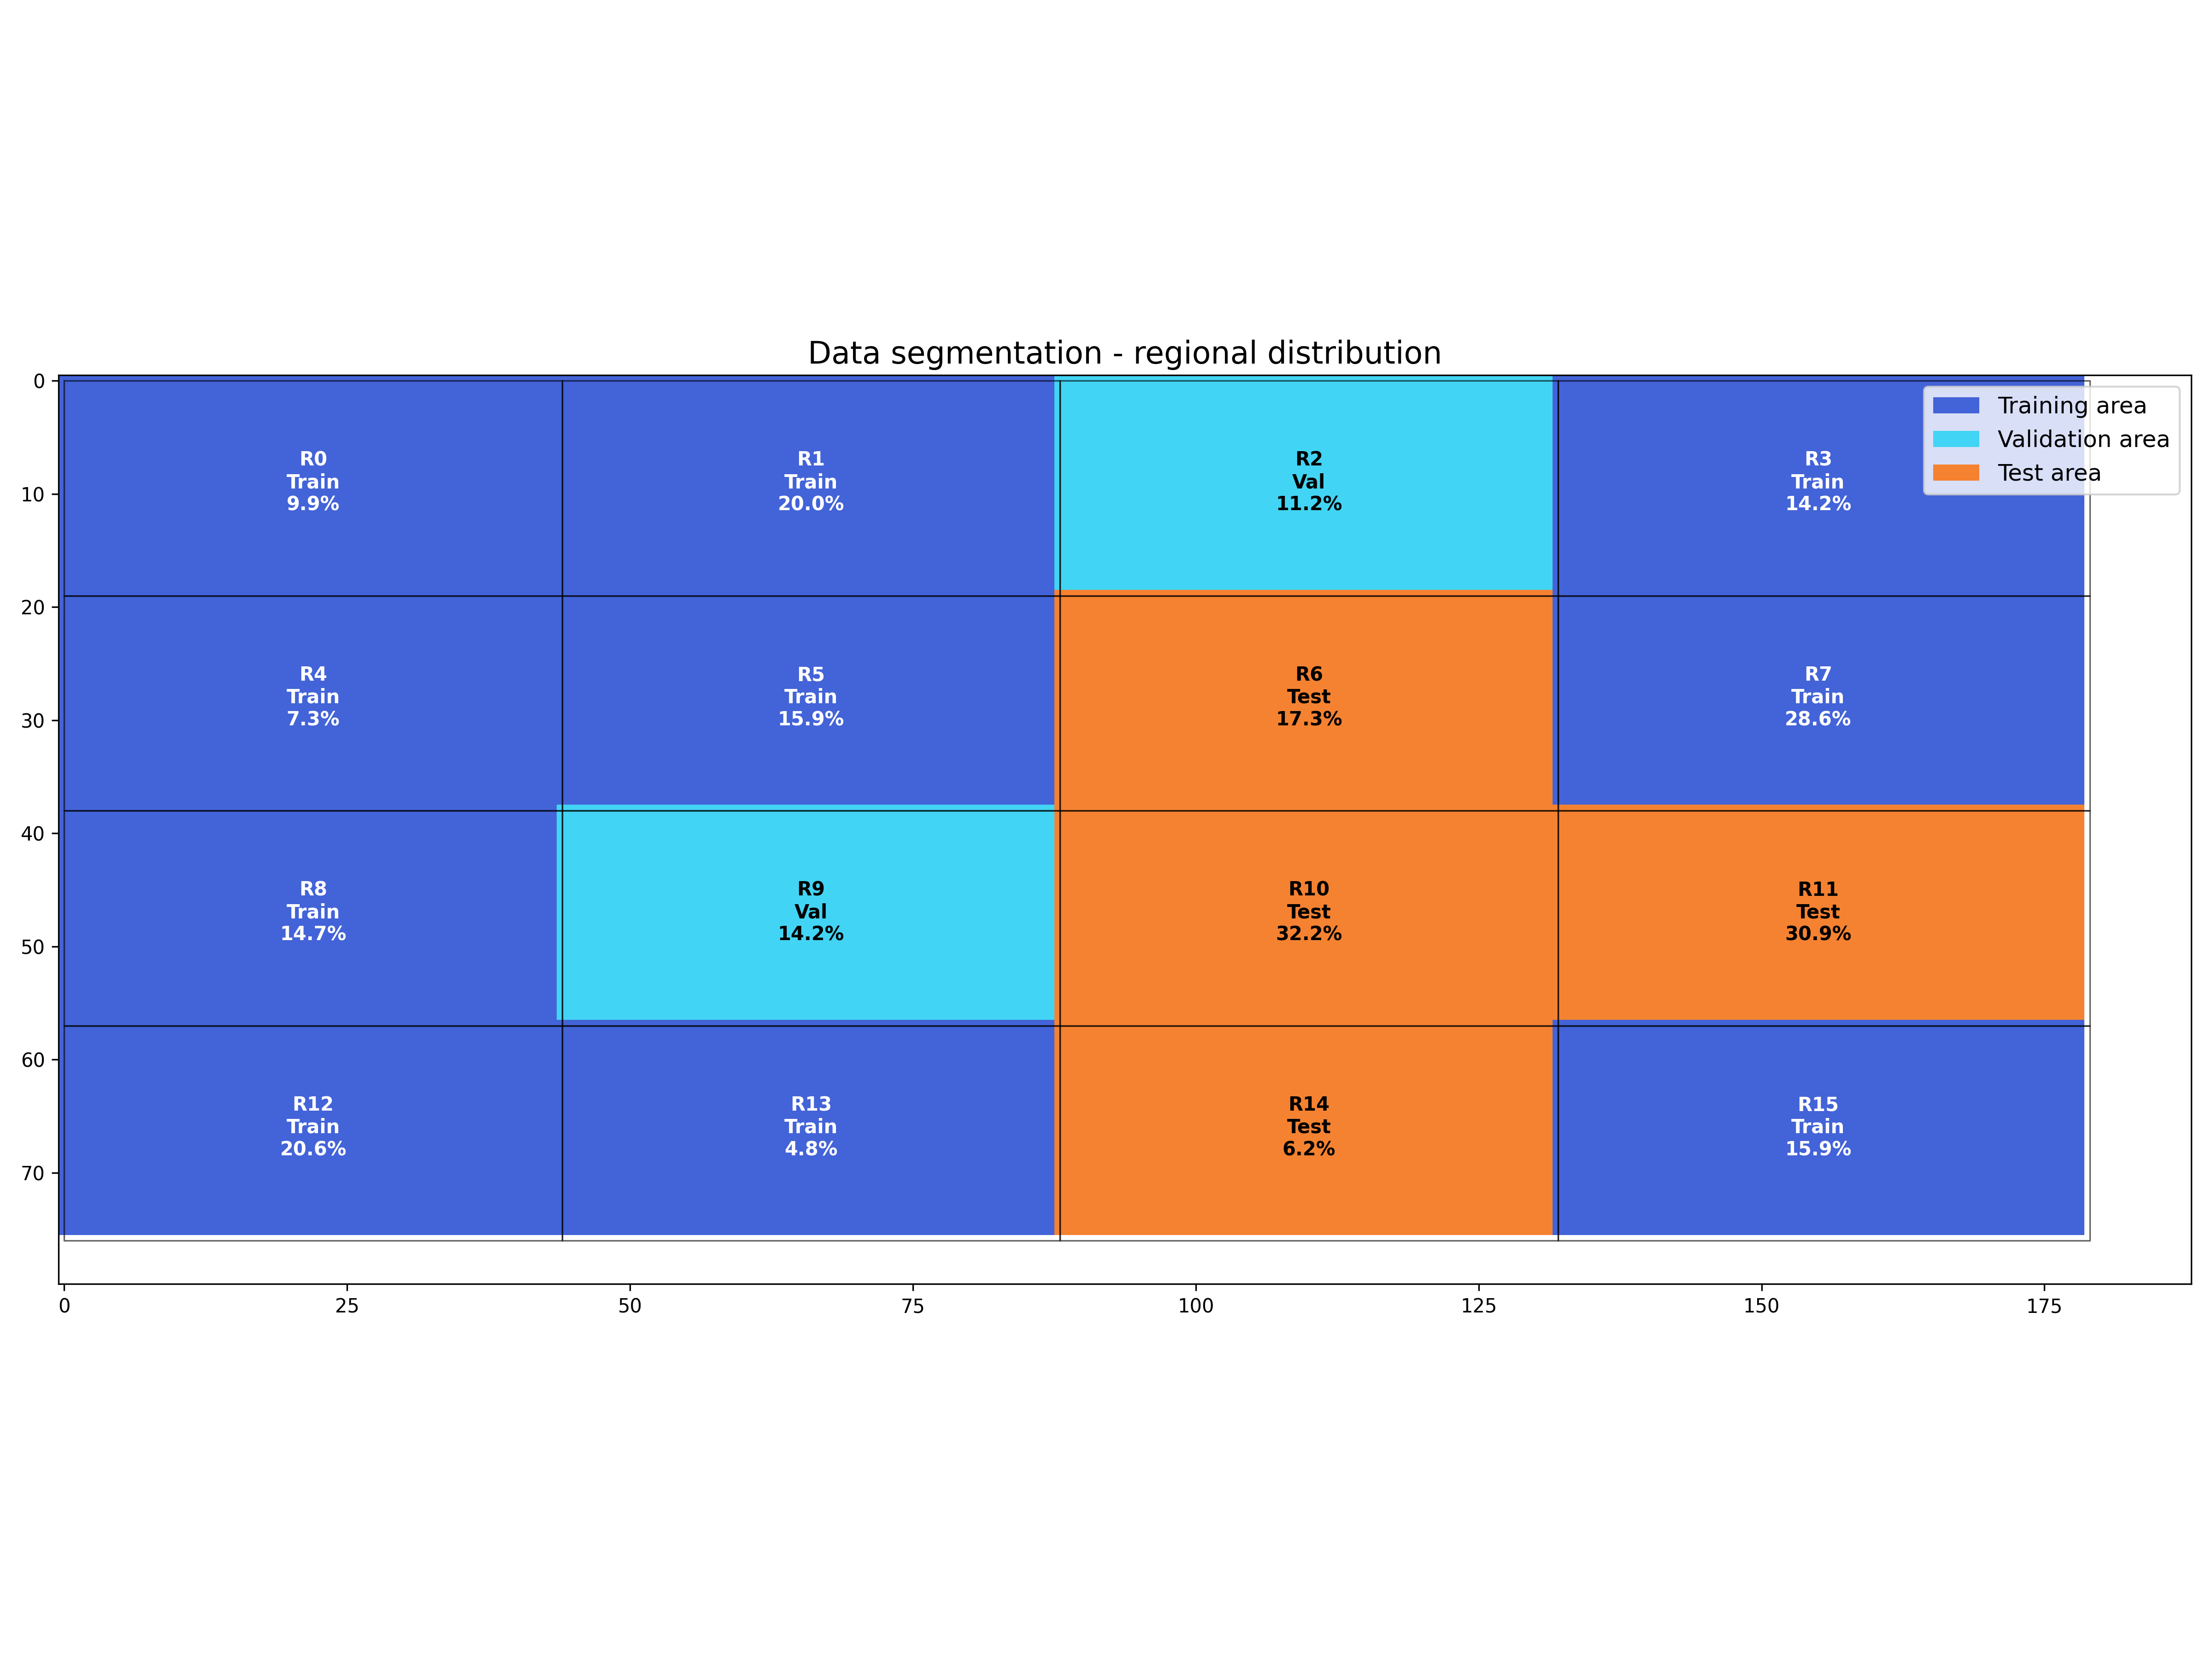 Data segmentation - regional distribution
Training area
Validation area
Test area
R0
Train
9.9%
R1
Train
20.0%
R2
Val
11.2%
R3
Train
14.2%
R4
Train
7.3%
R5
Train
15.9%
R6
Test
17.3%
R7
Train
28.6%
R8
Train
14.7%
R9
Val
14.2%
R10
Test
32.2%
R11
Test
30.9%
R12
Train
20.6%
R13
Train
4.8%
R14
Test
6.2%
R15
Train
15.9%
0
10
20
30
40
50
60
70
0
25
50
75
100
125
150
175